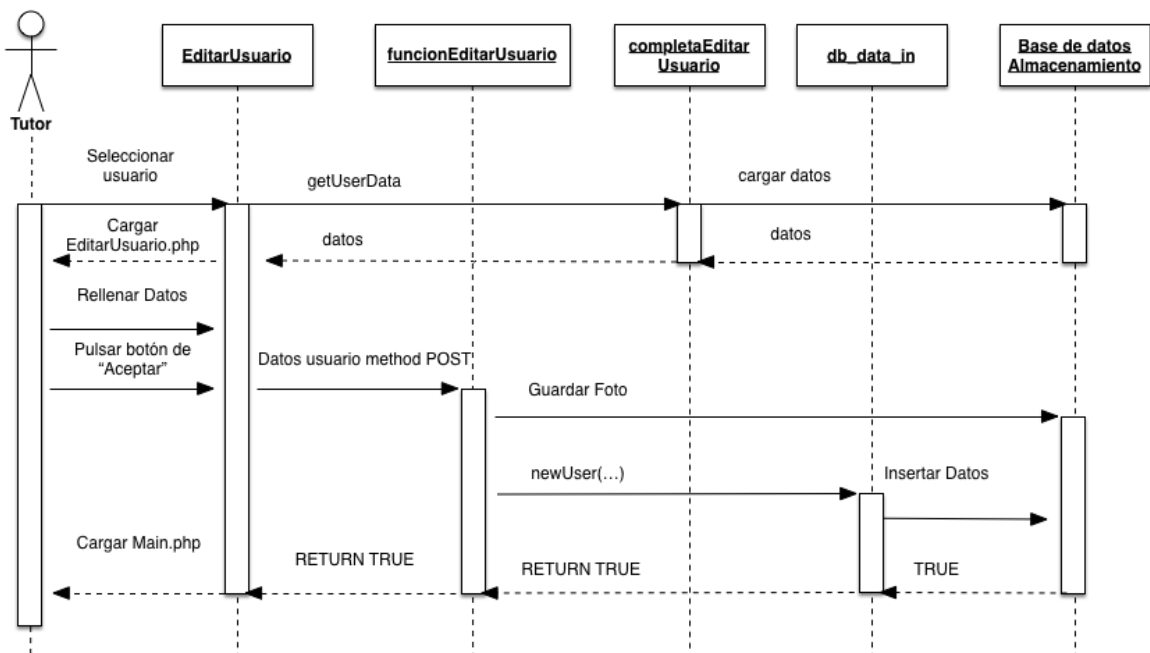 Tutor
EditarUsuario
funcionEditarUsuario
completaEditar
Usuario
db_data_in
Base de datos
Almacenamiento
Seleccionar
usuario
getUserData
cargar datos
Cargar
EditarUsuario.php
datos
datos
Rellenar Datos
Pulsar botón de
“Aceptar”
Datos usuario method POST
Guardar Foto
newUser(...)
Insertar Datos
Cargar Main.php
RETURN TRUE
RETURN TRUE
TRUE